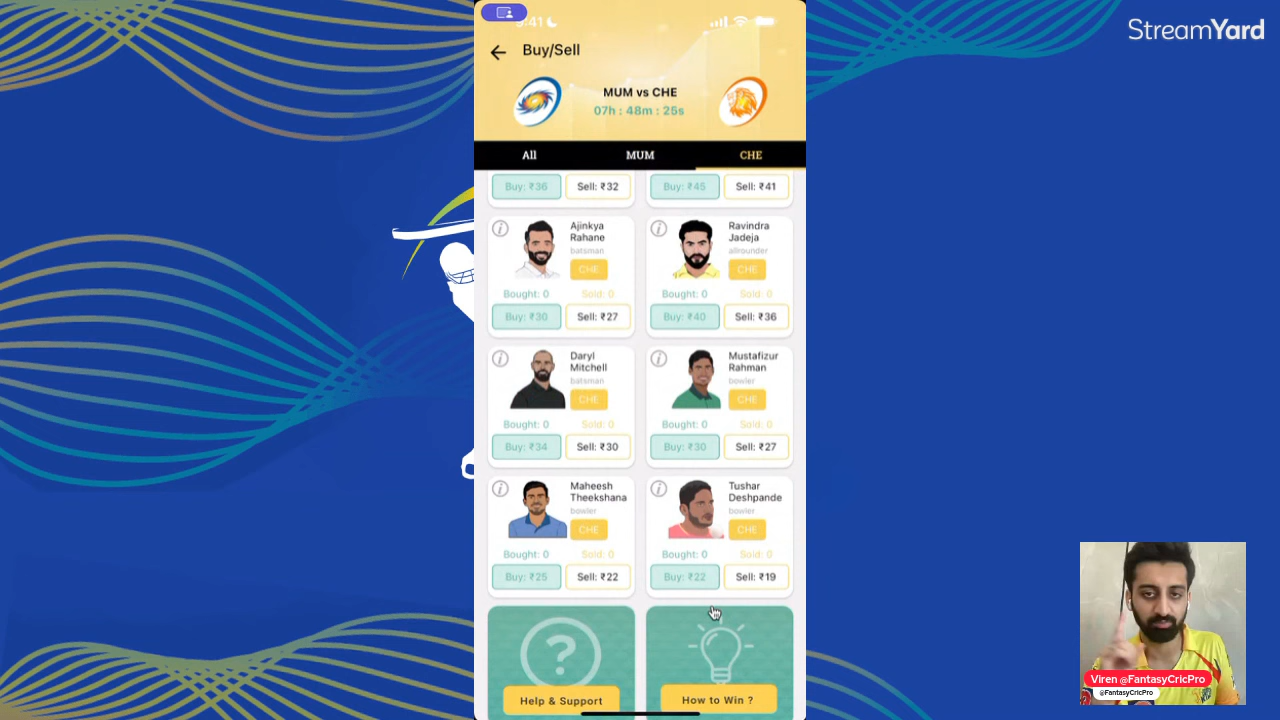 StreamYard
9:41
Buy/Sell
MUM vs CHE
07h : 48m : 25s
All
MUM
CHE
Buy: ₹36
Sell: ₹32
Buy: ₹45
Sell: ₹41
Ajinkya
Rahane
batsman
CHE
Bought: 0
Sold: 0
Buy: ₹30
Sell: ₹27
Ravindra
Jadeja
allrounder
CHE
Bought: 0
Sold: 0
Buy: ₹40
Sell: ₹36
Daryl
Mitchell
batsman
CHE
Bought: 0
Sold: 0
Buy: ₹34
Sell: ₹30
Mustafizur
Rahman
bowler
CHE
Bought: 0
Sold: 0
Buy: ₹30
Sell: ₹27
Maheesh
Theekshana
bowler
CHE
Bought: 0
Sold: 0
Buy: ₹25
Sell: ₹22
Tushar
Deshpande
bowler
CHE
Bought: 0
Sold: 0
Buy: ₹22
Sell: ₹19
Help & Support
How to Win ?
Viren @FantasyCricPro
@FantasyCricPro